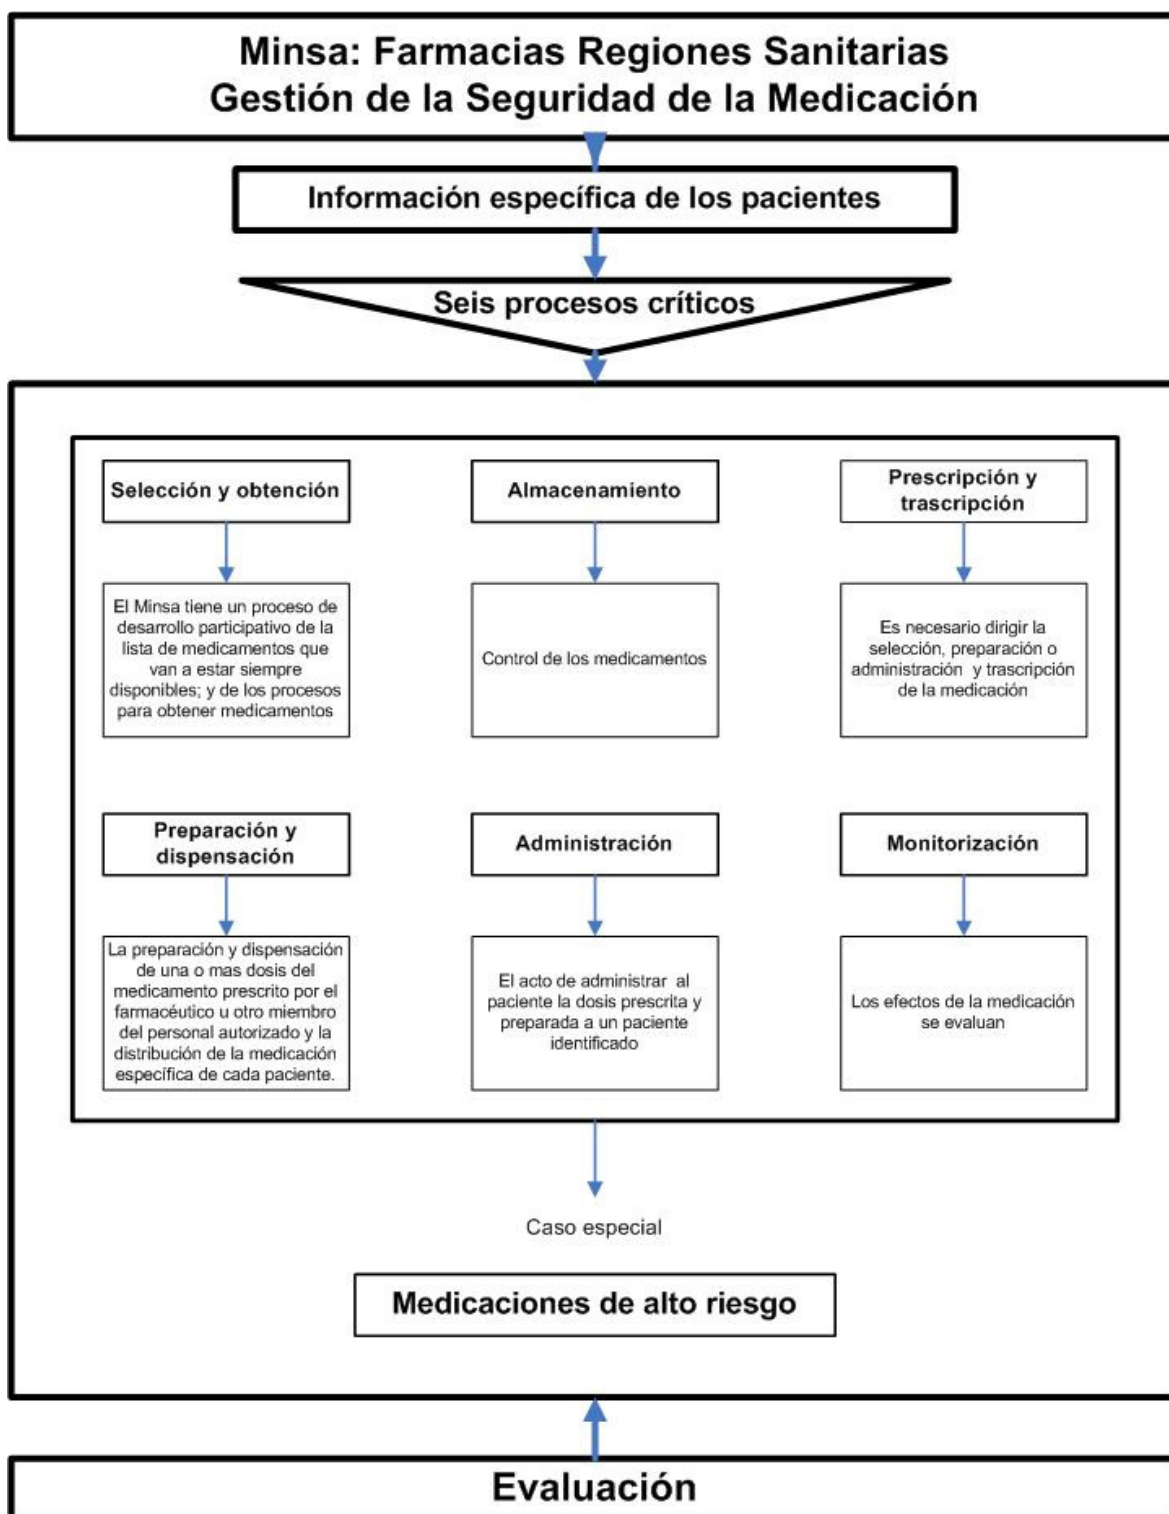 Minsa: Farmacias Regiones Sanitarias
Gestión de la Seguridad de la Medicación
Información específica de los pacientes
Seis procesos críticos
Selección y obtención
El Minsa tiene un proceso de
desarrollo participativo de la
lista de medicamentos que
van a estar siempre
disponibles; y de los procesos
para obtener medicamentos
Almacenamiento
Control de los medicamentos
Prescripción y
trascripción
Es necesario dirigir la
selección, preparación o
administración y trascripción
de la medicación
Preparación y
dispensación
La preparación y dispensación
de una o mas dosis del
medicamento prescrito por el
farmacéutico u otro miembro
del personal autorizado y la
distribución de la medicación
específica de cada paciente.
Administración
El acto de administrar al
paciente la dosis prescrita y
preparada a un paciente
identificado
Monitorización
Los efectos de la medicación
se evaluan
Caso especial
Medicaciones de alto riesgo
Evaluación